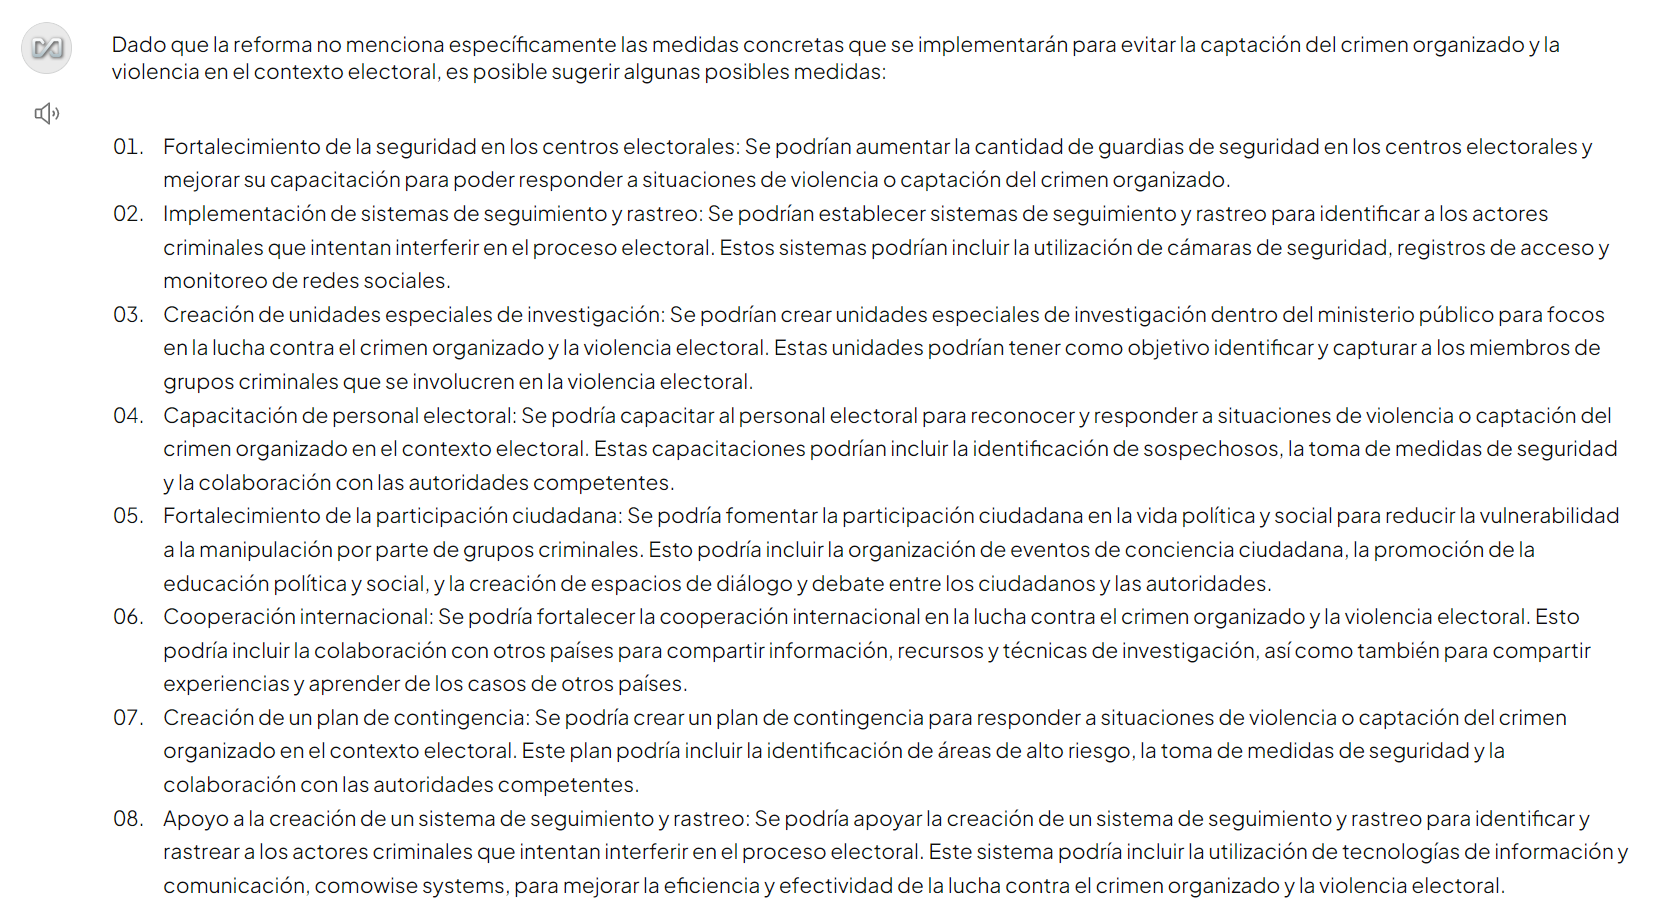 Dado que la reforma no menciona específicamente las medidas concretas que se implementarán para evitar la captación del crimen organizado y la
violencia en el contexto electoral, es posible sugerir algunas posibles medidas:
01. Fortalecimiento de la seguridad en los centros electorales: Se podrían aumentar la cantidad de guardias de seguridad en los centros electorales y
mejorar su capacitación para poder responder a situaciones de violencia o captación del crimen organizado.
02. Implementación de sistemas de seguimiento y rastreo: Se podrían establecer sistemas de seguimiento y rastreo para identificar a los actores
criminales que intentan interferir en el proceso electoral. Estos sistemas podrían incluir la utilización de cámaras de seguridad, registros de acceso y
monitoreo de redes sociales.
03. Creación de unidades especiales de investigación: Se podrían crear unidades especiales de investigación dentro del ministerio público para focos
en la lucha contra el crimen organizado y la violencia electoral. Estas unidades podrían tener como objetivo identificar y capturar a los miembros de
grupos criminales que se involucren en la violencia electoral.
04. Capacitación de personal electoral: Se podría capacitar al personal electoral para reconocer y responder a situaciones de violencia o captación del
crimen organizado en el contexto electoral. Estas capacitaciones podrían incluir la identificación de sospechosos, la toma de medidas de seguridad
y la colaboración con las autoridades competentes.
05. Fortalecimiento de la participación ciudadana: Se podría fomentar la participación ciudadana en la vida política y social para reducir la vulnerabilidad
a la manipulación por parte de grupos criminales. Esto podría incluir la organización de eventos de conciencia ciudadana, la promoción de la
educación política y social, y la creación de espacios de diálogo y debate entre los ciudadanos y las autoridades.
06. Cooperación internacional: Se podría fortalecer la cooperación internacional en la lucha contra el crimen organizado y la violencia electoral. Esto
podría incluir la colaboración con otros países para compartir información, recursos y técnicas de investigación, así como también para compartir
experiencias y aprender de los casos de otros países.
07. Creación de un plan de contingencia: Se podría crear un plan de contingencia para responder a situaciones de violencia o captación del crimen
organizado en el contexto electoral. Este plan podría incluir la identificación de áreas de alto riesgo, la toma de medidas de seguridad y la
colaboración con las autoridades competentes.
08. Apoyo a la creación de un sistema de seguimiento y rastreo: Se podría apoyar la creación de un sistema de seguimiento y rastreo para identificar y
rastrear a los actores criminales que intentan interferir en el proceso electoral. Este sistema podría incluir la utilización de tecnologías de información y
comunicación, comowise systems, para mejorar la eficiencia y efectividad de la lucha contra el crimen organizado y la violencia electoral.